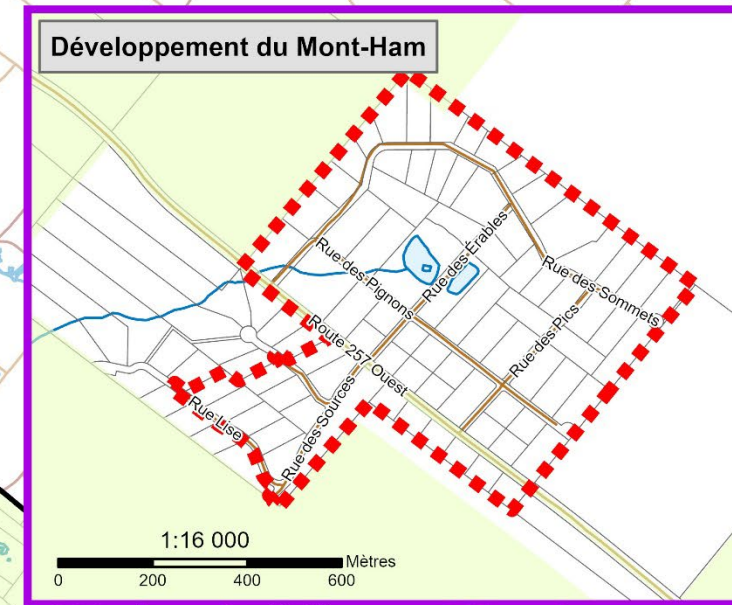 Développement du Mont-Ham
Rue des Érables
Rue des Pignons
Rue des Sommets
Rue des Pics
Route 257 Ouest
Rue Lise
Rue des Sources
1:16 000
Mètres
0 200 400 600